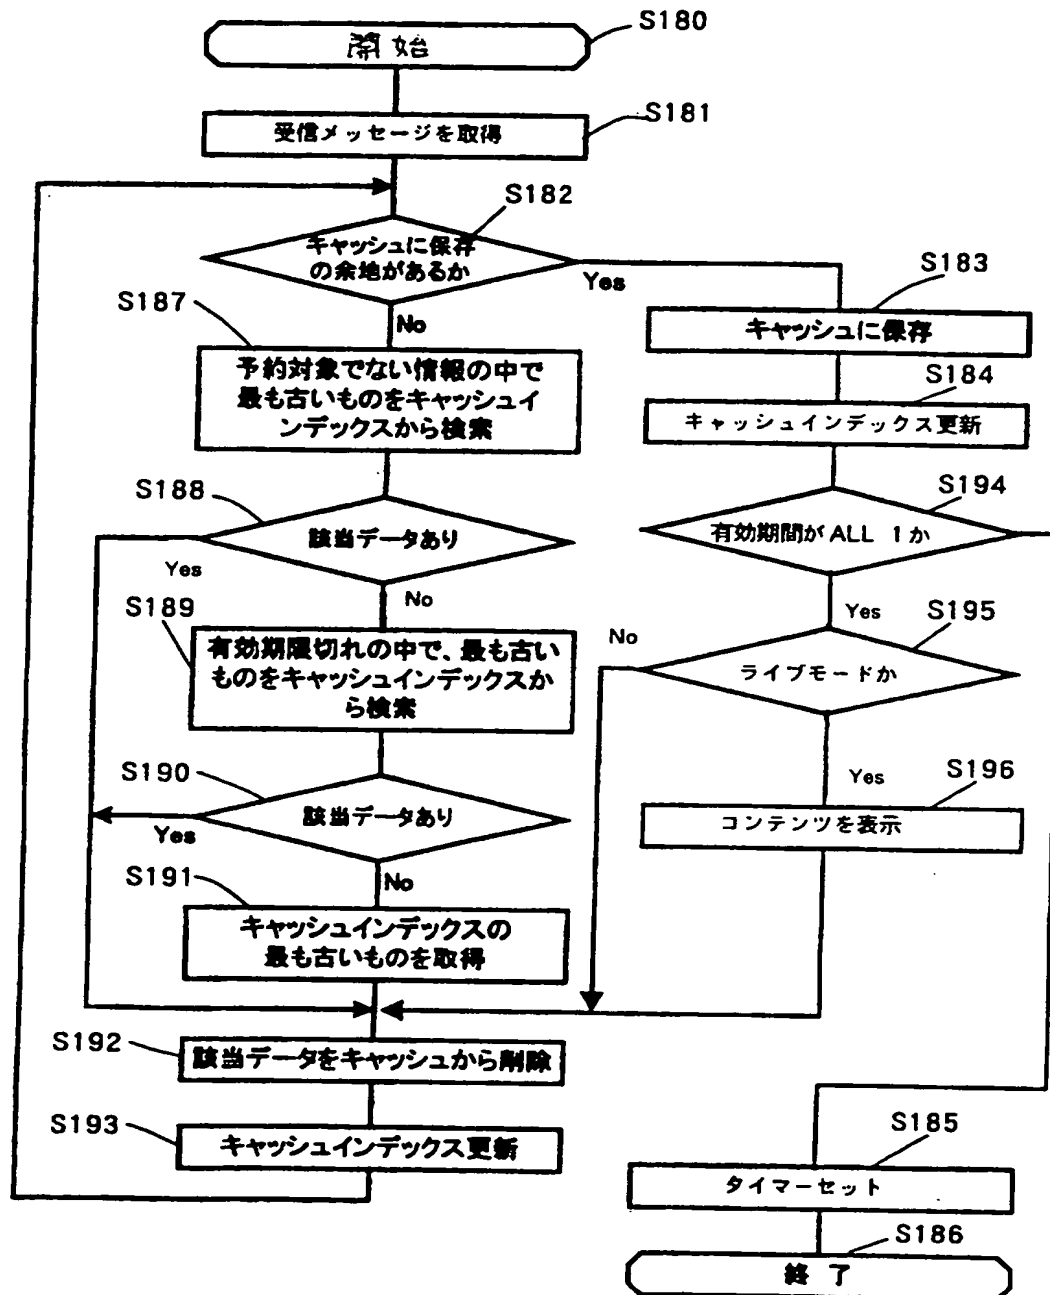 開始
S180
受信メッセージを取得
S181
キャッシュに保存
の余地があるか
S182
Yes
No
S183
キャッシュに保存
S187
予約対象でない情報の中で
最も古いものをキャッシュイ
ンデックスから検索
S184
キャッシュインデックス更新
S188
該当データあり
Yes
No
S194
有効期間がALL 1か
Yes
S189
有効期限切れの中で、最も古い
ものをキャッシュインデックスか
ら検索
S195
ライブモードか
No
Yes
S190
該当データあり
Yes
No
S196
コンテンツを表示
S191
キャッシュインデックスの
最も古いものを取得
S192
該当データをキャッシュから削除
S193
キャッシュインデックス更新
S185
タイマーセット
S186
終了